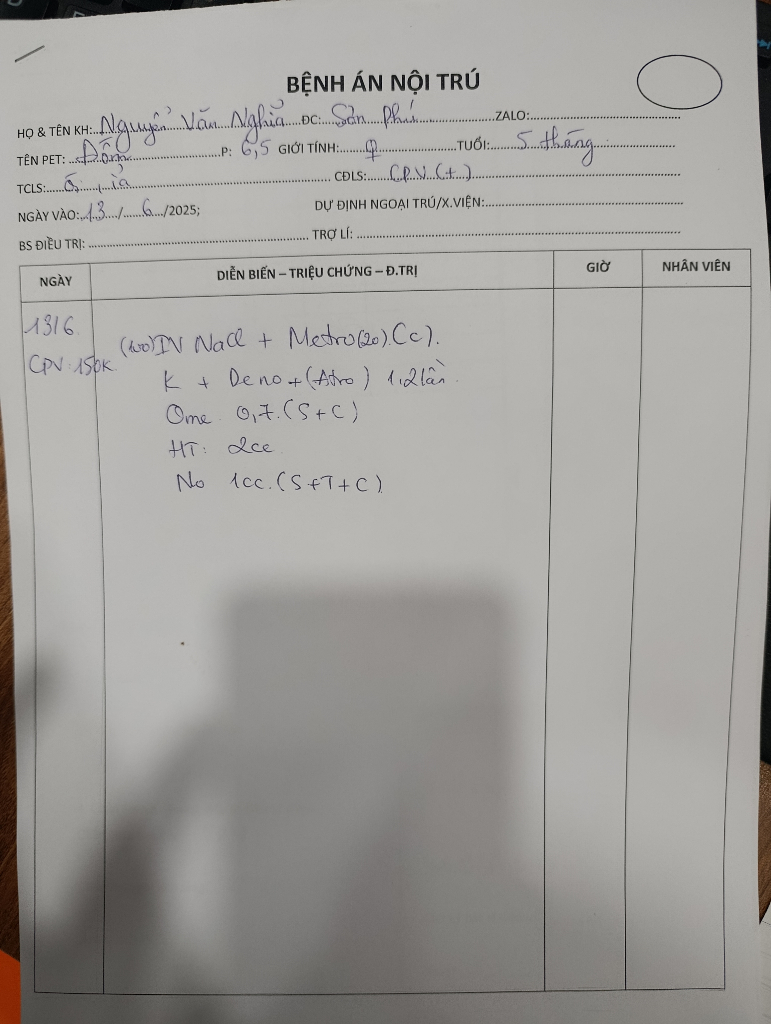 BỆNH ÁN NỘI TRÚ
HỌ & TÊN KH: Nguyễn Văn Nghĩa ĐC: Sơn Phú ZALO:
TÊN PET: Đốm P: 6,5 GIỚI TÍNH: ♀ TUỔI: 5 tháng
TCLS: ỉa CĐLS: CPV (+)
NGÀY VÀO: 13/6/2025; DỰ ĐỊNH NGOẠI TRÚ/X.VIỆN:
BS ĐIỀU TRỊ: TRỢ LÍ:
NGÀY DIỄN BIẾN – TRIỆU CHỨNG – Đ.TRỊ GIỜ NHÂN VIÊN
13/6 (100) IV NaCl + Metro (20). (C).
CPV: 150K
K + Deno + (Atro) 1,2 lần
Ome 0,7. (S+C)
HT: 2cc
No 1cc. (S+T+C)